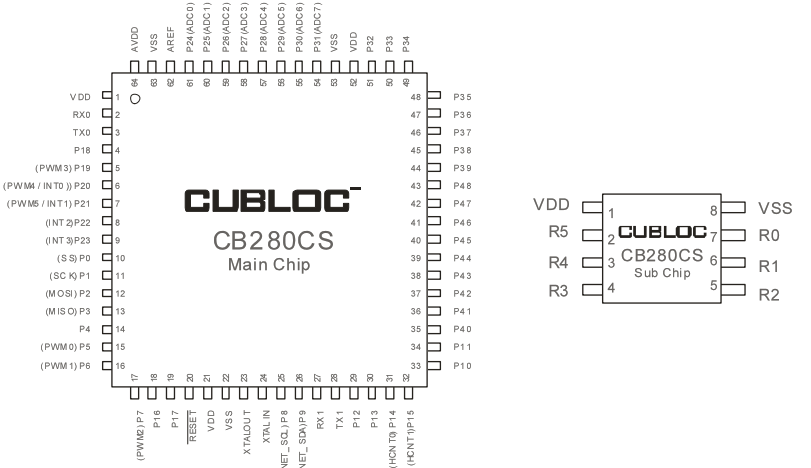 AVDD
VSS
AREF
P24(ADC0)
P25(ADC1)
P26(ADC2)
P27(ADC3)
P28(ADC4)
P29(ADC5)
P30(ADC6)
P31(ADC7)
VSS
VDD
P32
P33
P34
64 63 62 61 60 59 58 57 56 55 54 53 52 51 50 49
VDD 1 48 P35
RX0 2 47 P36
TX0 3 46 P37
P18 4 45 P38
(PWM3) P19 5 44 P39
(PWM4 / INT0 )) P20 6 43 P48
(PWM5 / INT1) P21 7 42 P47
(INT2)P22 8 41 P46
(INT3)P23 9 40 P45
(SS) P0 10 39 P44
(SCK) P1 11 38 P43
(MOSI) P2 12 37 P42
(MISO) P3 13 36 P41
P4 14 35 P40
(PWM0) P5 15 34 P11
(PWM1) P6 16 33 P10
CUBLOC
CB280CS
Main Chip
17 18 19 20 21 22 23 24 25 26 27 28 29 30 31 32
(PWM2) P7
P16
P17
RESET
VDD
VSS
XTALOUT
XTALIN
NET_SCL) P8
NET_SDA) P9
RX1
TX1
P12
P13
(HCNT0) P14
(HCNT1)P15
VDD 1 8 VSS
R5 2 CUBLOC 7 R0
R4 3 CB280CS 6 R1
Sub Chip
R3 4 5 R2